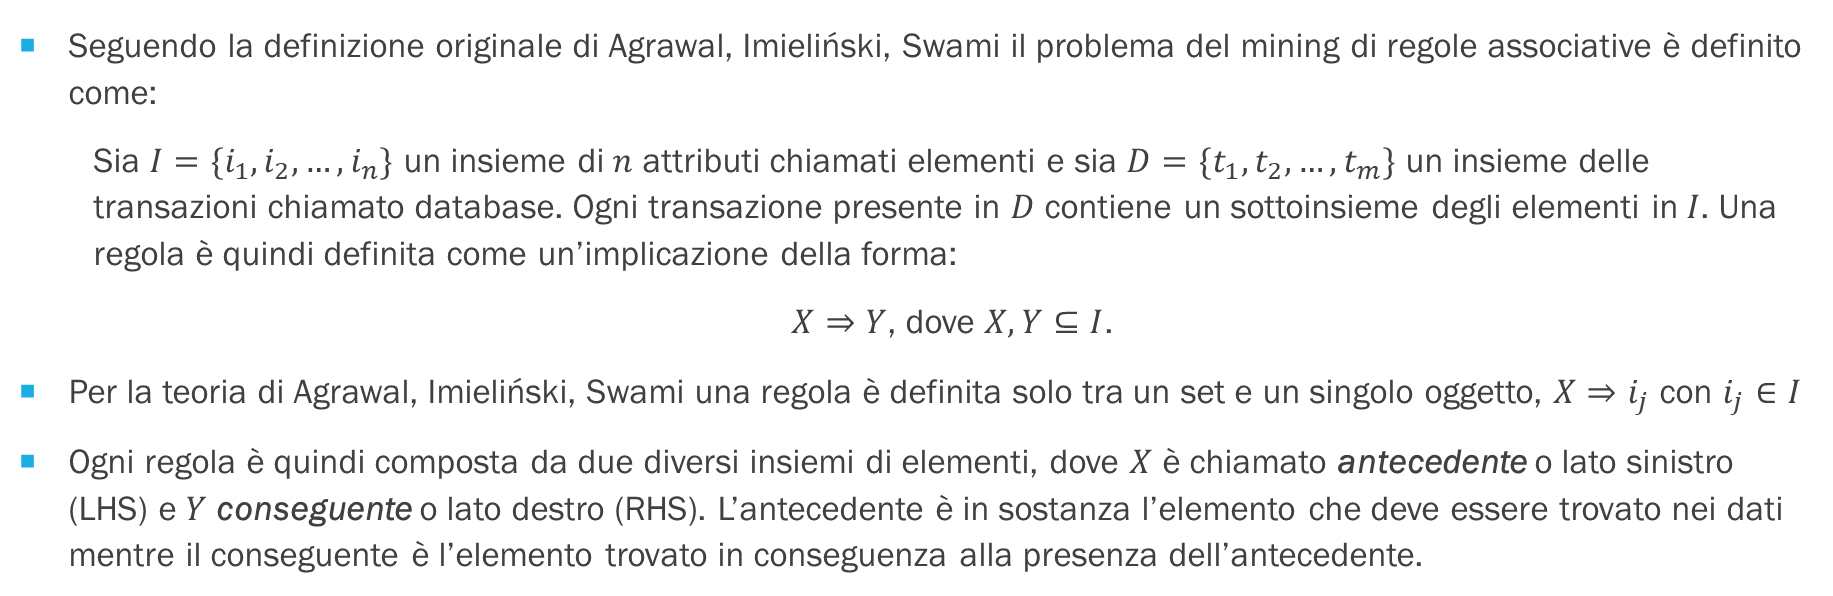 ▪ Seguendo la definizione originale di Agrawal, Imieliński, Swami il problema del mining di regole associative è definito
come:
Sia I = {i₁, i₂, … , iₙ} un insieme di n attributi chiamati elementi e sia D = {t₁, t₂, … , tₘ} un insieme delle
transazioni chiamato database. Ogni transazione presente in D contiene un sottoinsieme degli elementi in I. Una
regola è quindi definita come un’implicazione della forma:
X ⇒ Y, dove X, Y ⊆ I.
▪ Per la teoria di Agrawal, Imieliński, Swami una regola è definita solo tra un set e un singolo oggetto, X ⇒ iⱼ con iⱼ ∈ I
▪ Ogni regola è quindi composta da due diversi insiemi di elementi, dove X è chiamato antecedente o lato sinistro
(LHS) e Y conseguente o lato destro (RHS). L’antecedente è in sostanza l’elemento che deve essere trovato nei dati
mentre il conseguente è l’elemento trovato in conseguenza alla presenza dell’antecedente.